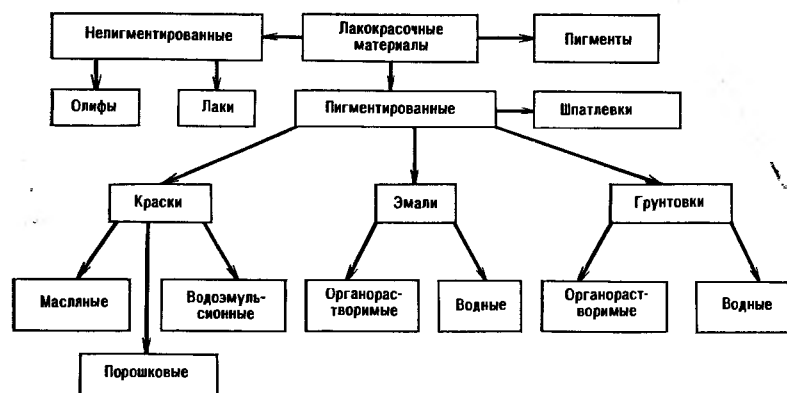 Непигментированные
Лакокрасочные
материалы
Пигменты
Олифы
Лаки
Пигментированные
Шпатлевки
Краски
Эмали
Грунтовки
Масляные
Водоэмуль-
сионные
Органорас-
творимые
Водные
Органораст-
воримые
Водные
Порошковые